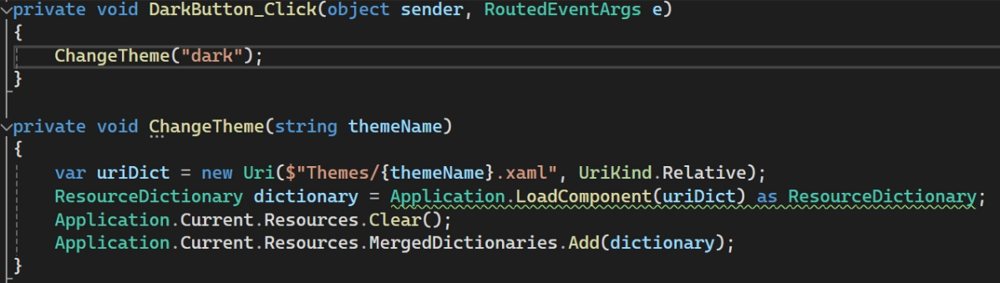 private void DarkButton_Click(object sender, RoutedEventArgs e)
{
    ChangeTheme("dark");
}
private void ChangeTheme(string themeName)
{
    var uriDict = new Uri($"Themes/{themeName}.xaml", UriKind.Relative);
    ResourceDictionary dictionary = Application.LoadComponent(uriDict) as ResourceDictionary;
    Application.Current.Resources.Clear();
    Application.Current.Resources.MergedDictionaries.Add(dictionary);
}